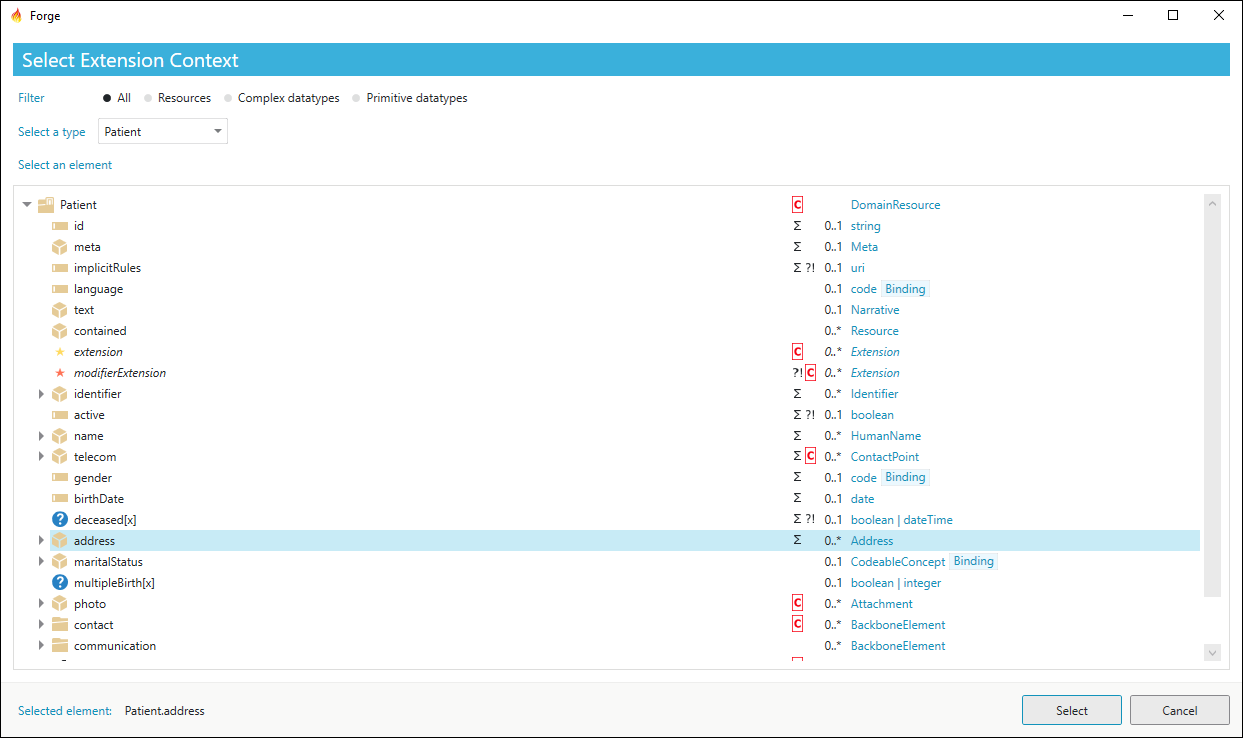 Forge
Select Extension Context
Filter All Resources Complex datatypes Primitive datatypes
Select a type Patient
Select an element
Patient C DomainResource
id Σ 0..1 string
meta Σ 0..1 Meta
implicitRules Σ ?! 0..1 uri
language 0..1 code Binding
text 0..1 Narrative
contained 0..* Resource
extension C 0..* Extension
modifierExtension ?! C 0..* Extension
identifier Σ 0..* Identifier
active Σ ?! 0..1 boolean
name Σ 0..* HumanName
telecom Σ C 0..* ContactPoint
gender Σ 0..1 code Binding
birthDate Σ 0..1 date
deceased[x] Σ ?! 0..1 boolean | dateTime
address Σ 0..* Address
maritalStatus 0..1 CodeableConcept Binding
multipleBirth[x] 0..1 boolean | integer
photo C 0..* Attachment
contact C 0..* BackboneElement
communication 0..* BackboneElement
Selected element: Patient.address Select Cancel